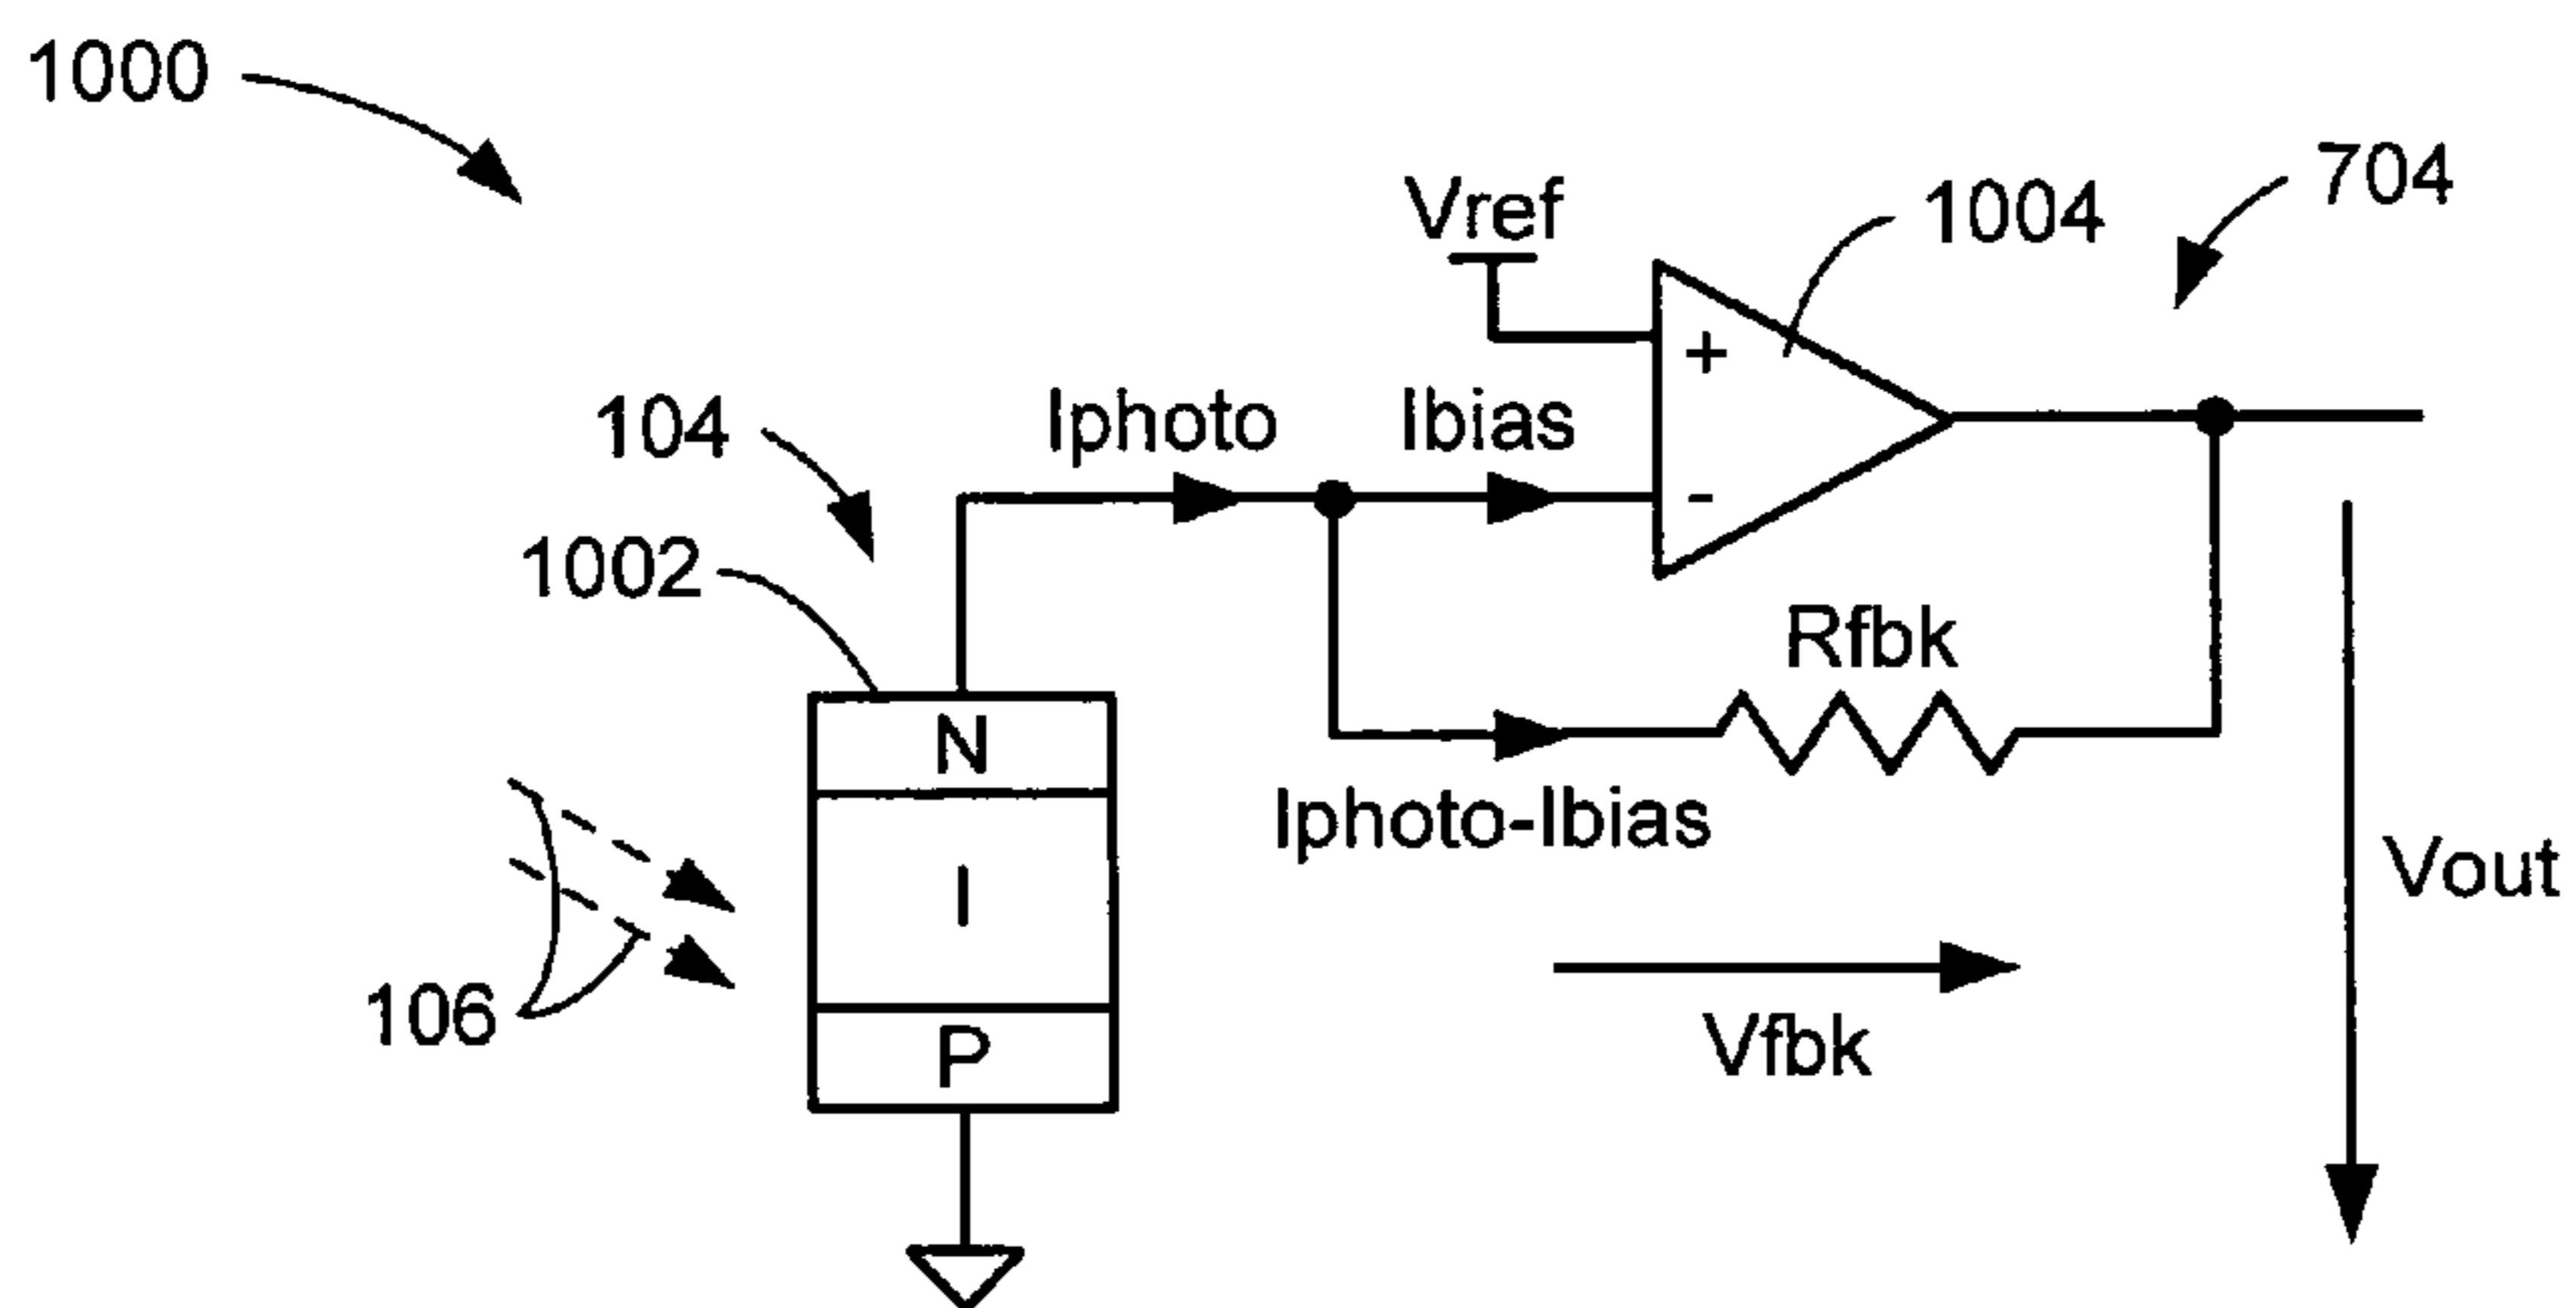 1000
704
Vref
1004
104
Iphoto
Ibias
+
-
1002
Rfbk
N
Iphoto-Ibias
I
Vout
106
P
Vfbk